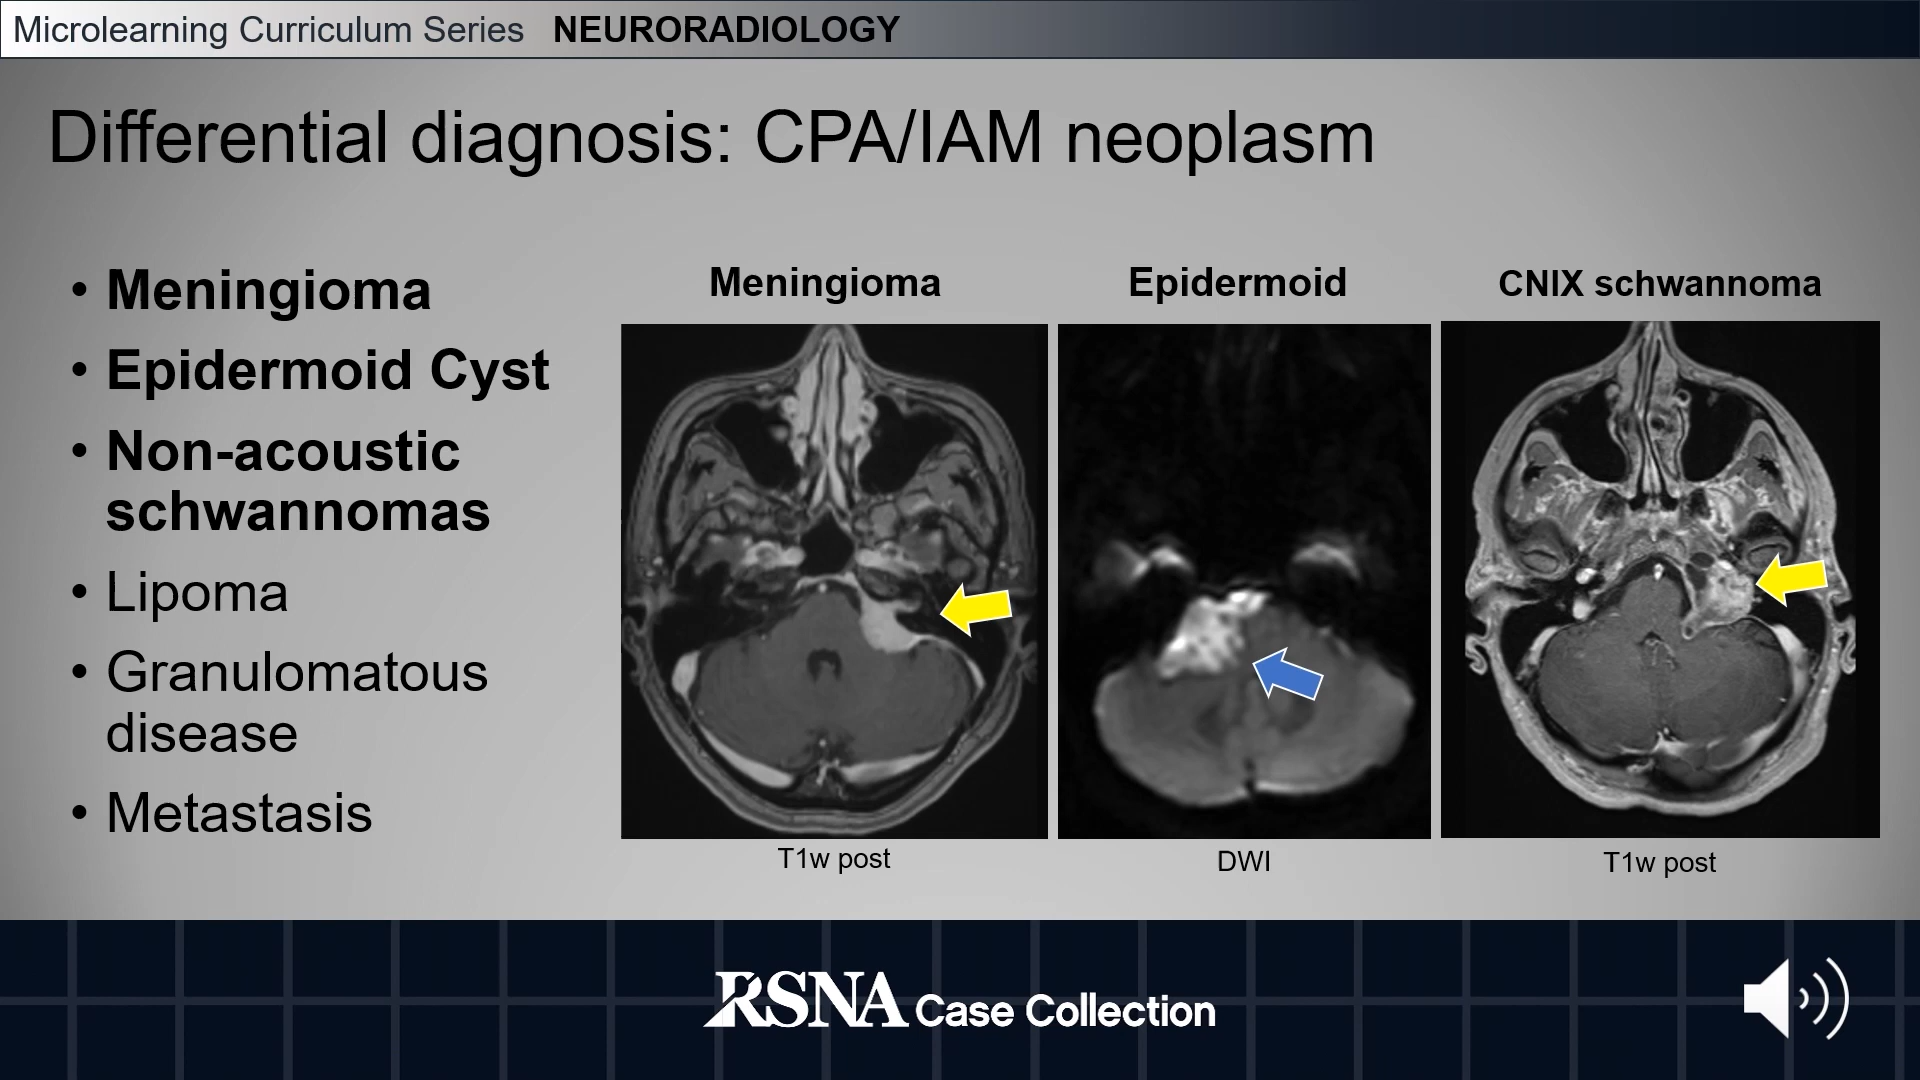 Microlearning Curriculum Series NEURORADIOLOGY
Differential diagnosis: CPA/IAM neoplasm
• Meningioma
• Epidermoid Cyst
• Non-acoustic
schwannomas
• Lipoma
• Granulomatous
disease
• Metastasis
Meningioma
T1w post
Epidermoid
DWI
CNIX schwannoma
T1w post
RSNA Case Collection